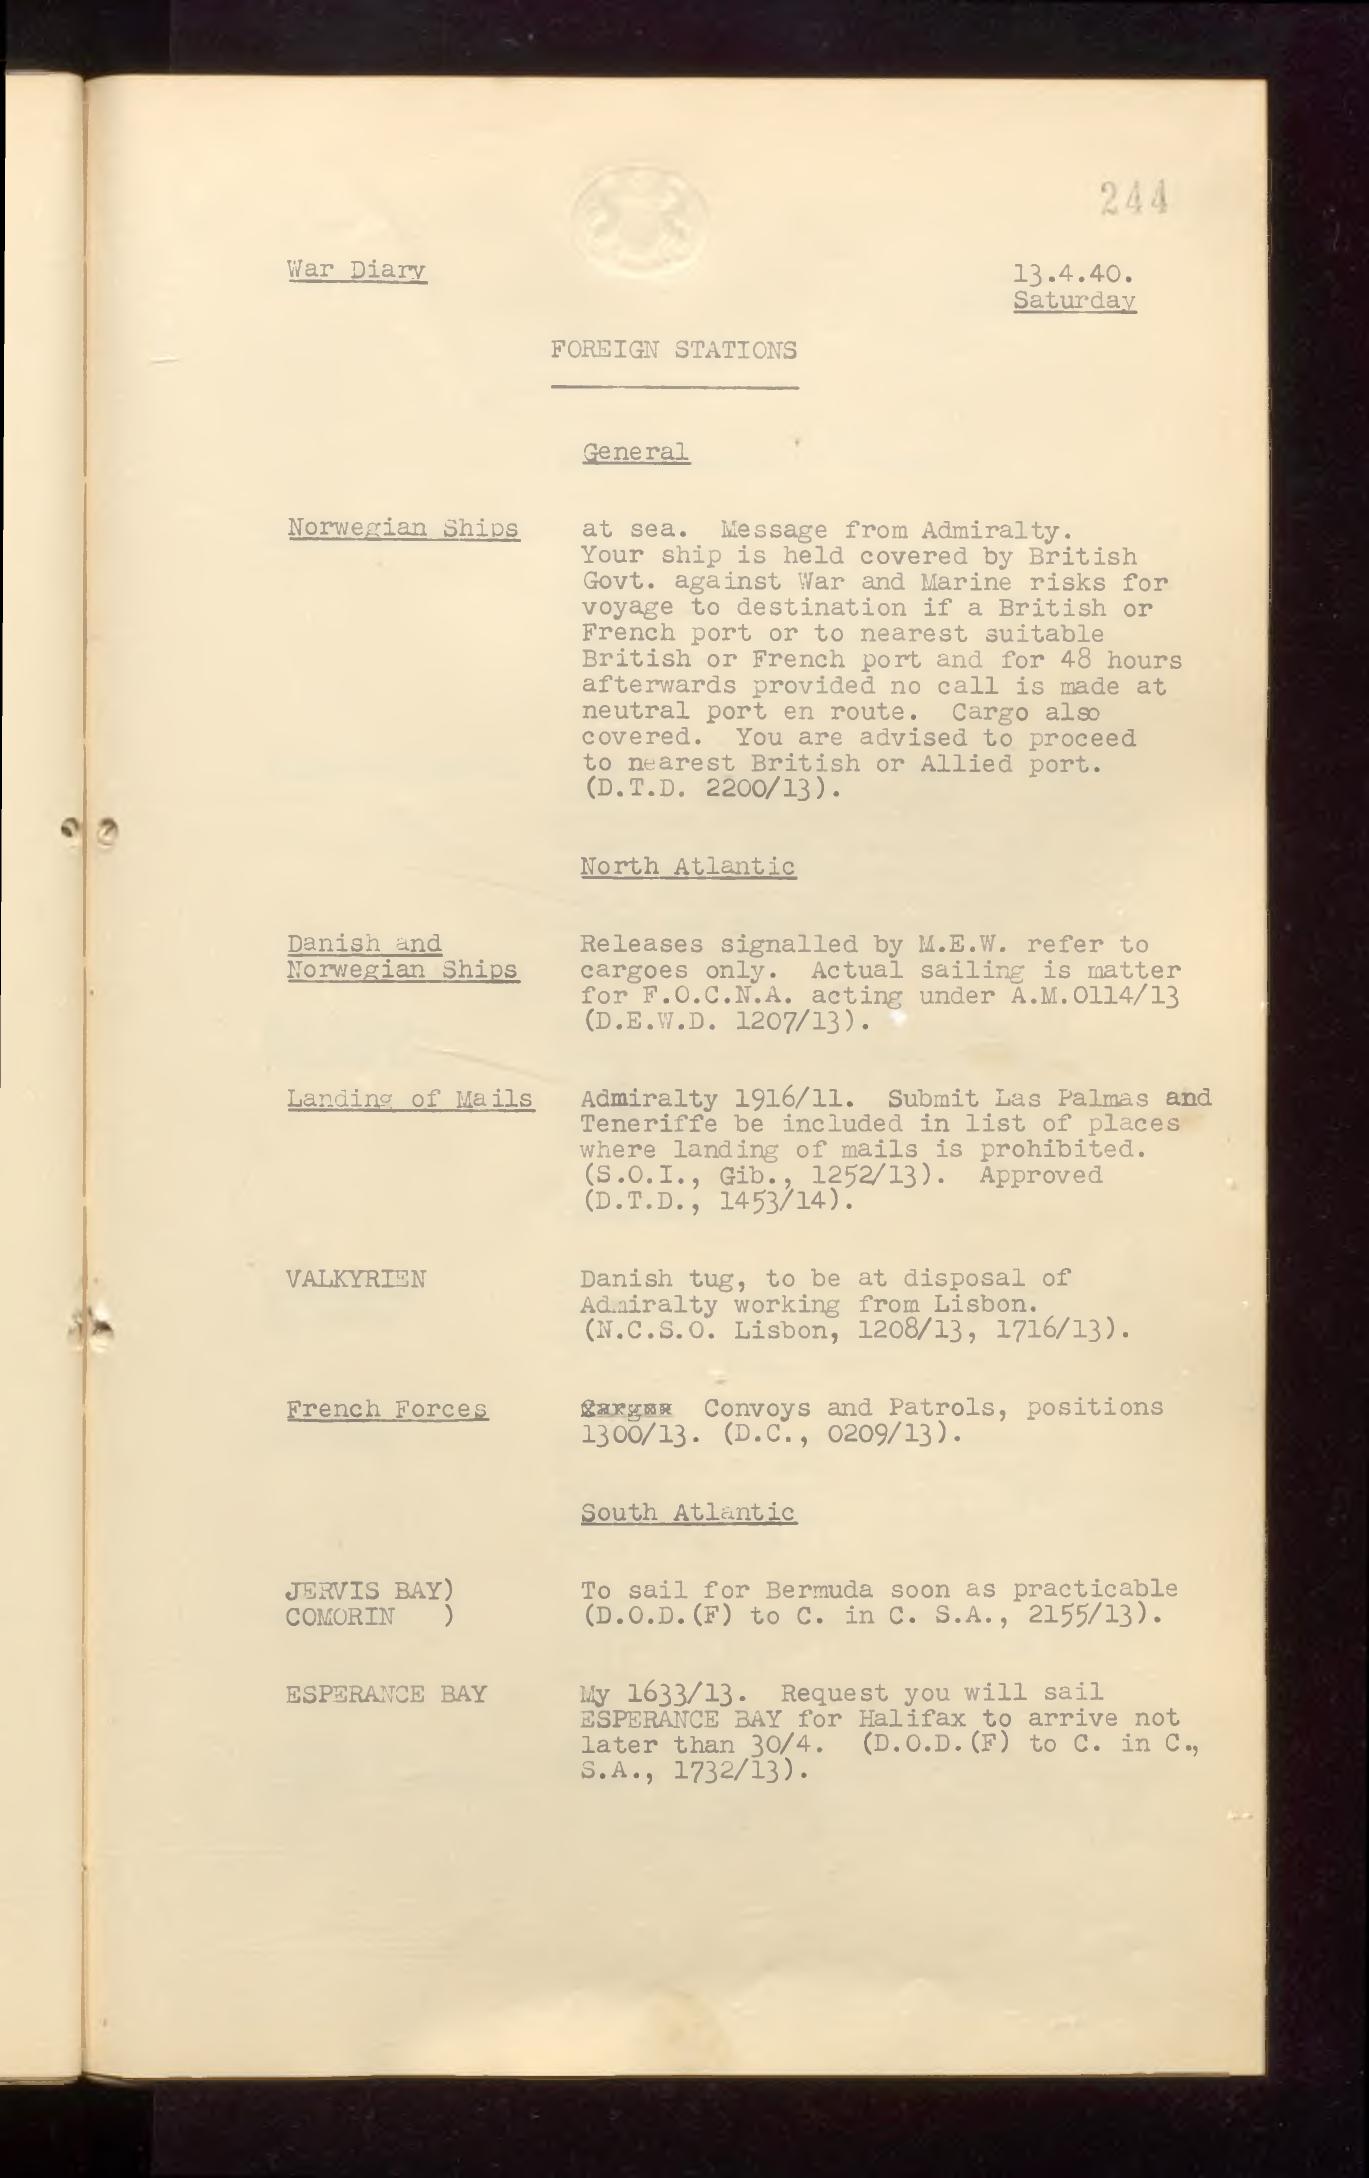 244
War Diary
13.4.40.
Saturday
FOREIGN STATIONS
General
Norwegian Ships at sea. Message from Admiralty.
Your ship is held covered by British
Govt. against War and Marine risks for
voyage to destination if a British or
French port or to nearest suitable
British or French port and for 48 hours
afterwards provided no call is made at
neutral port en route. Cargo also
covered. You are advised to proceed
to nearest British or Allied port.
(D.T.D. 2200/13).
North Atlantic
Danish and Releases signalled by M.E.W. refer to
Norwegian Ships cargoes only. Actual sailing is matter
for F.O.C.N.A. acting under A.M.0114/13
(D.E.W.D. 1207/13).
Landing of Mails Admiralty 1916/11. Submit Las Palmas and
Teneriffe be included in list of places
where landing of mails is prohibited.
(S.O.I., Gib., 1252/13). Approved
(D.T.D., 1453/14).
VALKYRIEN Danish tug, to be at disposal of
Admiralty working from Lisbon.
(N.C.S.O. Lisbon, 1208/13, 1716/13).
French Forces Convoys and Patrols, positions
1300/13. (D.C., 0209/13).
South Atlantic
JERVIS BAY) To sail for Bermuda soon as practicable
COMORIN ) (D.O.D.(F) to C. in C. S.A., 2155/13).
ESPERANCE BAY My 1633/13. Request you will sail
ESPERANCE BAY for Halifax to arrive not
later than 30/4. (D.O.D.(F) to C. in C.,
S.A., 1732/13).